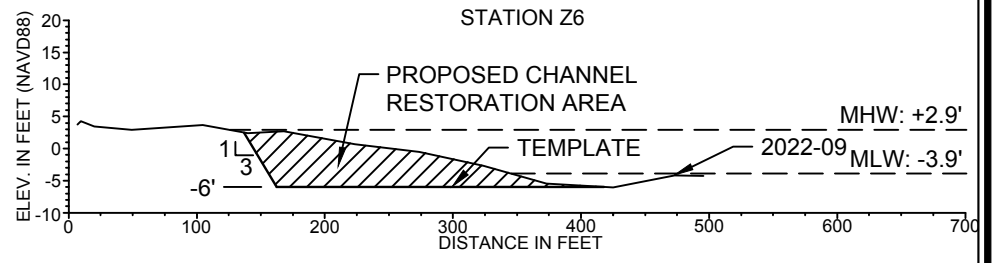 STATION Z6
ELEV. IN FEET (NAVD88)
20
15
10
5
0
-5
-10
PROPOSED CHANNEL
RESTORATION AREA
MHW: +2.9'
1
3
TEMPLATE
2022-09
MLW: -3.9'
-6'
0
100
200
300
400
500
600
700
DISTANCE IN FEET